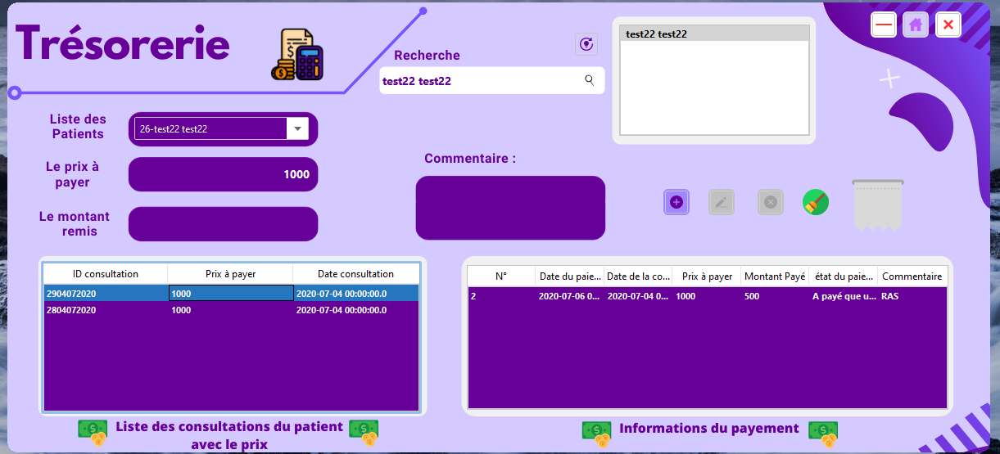 Trésorerie
Recherche
test22 test22
test22 test22
Liste des
Patients
26-test22 test22
Le prix à
payer
1000
Le montant
remis
Commentaire :
ID consultation Prix à payer Date consultation
2904072020 1000 2020-07-04 00:00:00.0
2804072020 1000 2020-07-04 00:00:00.0
N° Date du paie... Date de la co... Prix à payer Montant Payé état du paie... Commentaire
2 2020-07-06 0... 2020-07-04 0... 1000 500 A payé que u... RAS
Liste des consultations du patient
avec le prix
Informations du payement